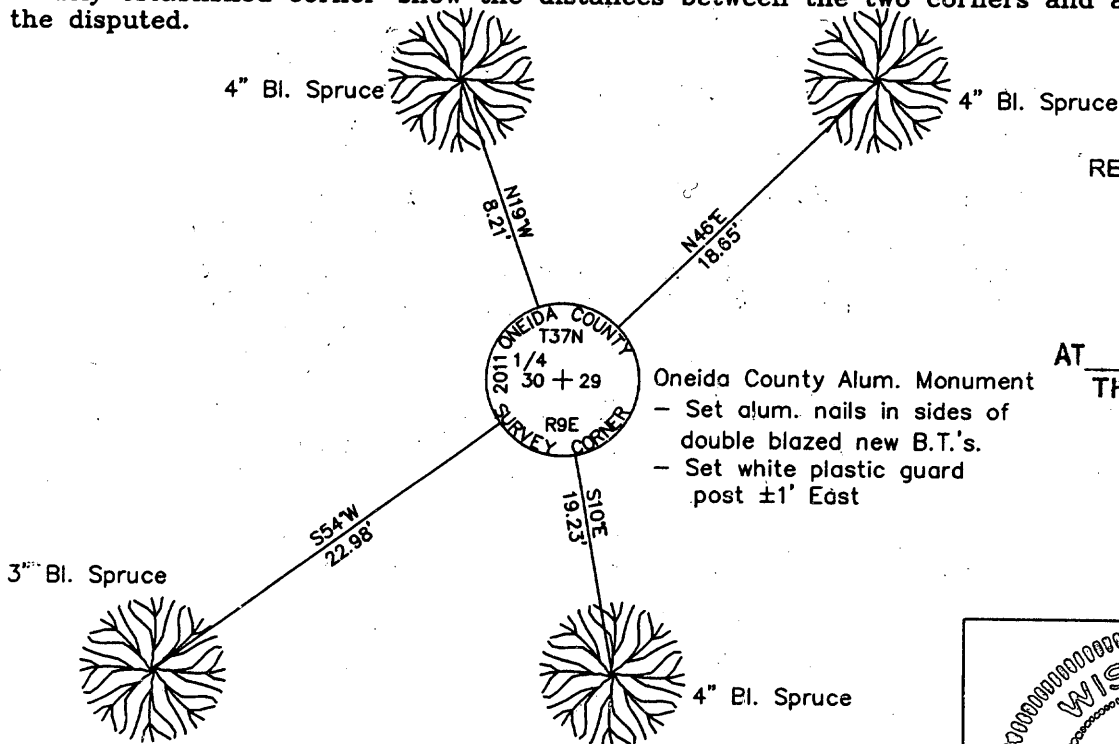 the disputed.
4" Bl. Spruce
4" Bl. Spruce
RE
N19°W
8.21'
N46°E
18.65'
ONEIDA COUNTY
T37N
2011
1/4
30 + 29
R9E
SURVEY CORNER
AT
TH
Oneida County Alum. Monument
- Set alum. nails in sides of
double blazed new B.T.'s.
- Set white plastic guard
post ±1' East
S54°W
22.98'
S10°E
19.23'
3" Bl. Spruce
4" Bl. Spruce
WIS